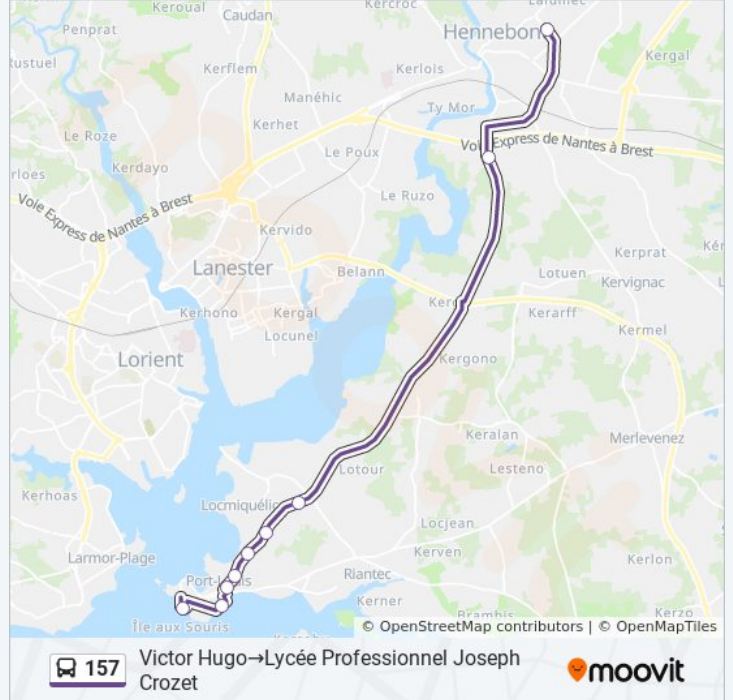 Keroual
Caudan
Kercroc
Penprat
Hennebon
Kergal
Kerflem
Kerlois
Manéhic
Ty Mor
Le Roze
Kerhet
Le Poux
Voie Express de Nantes à Brest
Kerdayo
Voie Express de Nantes à Brest
Le Ruzo
Kervido
Kerprat
Lanester
Belann
Lotuen
Kervignac
Kerhono
Kergal
Kerarff
Kermel
Locunel
Lorient
Kergono
Keralan
Merlevenez
Lotour
Lesteno
Kerhoas
Locmiquélic
Locjean
Kerven
Larmor-Plage
Kerlon
Port-Louis
Riantec
Kerner
Kerzo
Île aux Souris
© OpenStreetMap contributors | © OpenMapTiles
157
Victor Hugo→Lycée Professionnel Joseph
Crozet
moovit